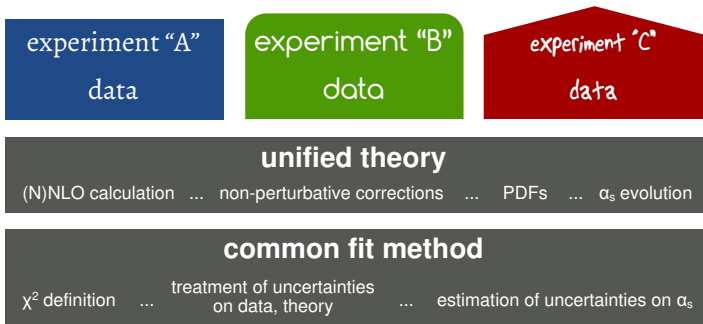 experiment “A”
data
experiment “B”
data
experiment “C”
data
unified theory
(N)NLO calculation ... non-perturbative corrections ... PDFs ... αs evolution
common fit method
χ² definition ... treatment of uncertainties on data, theory ... estimation of uncertainties on αs